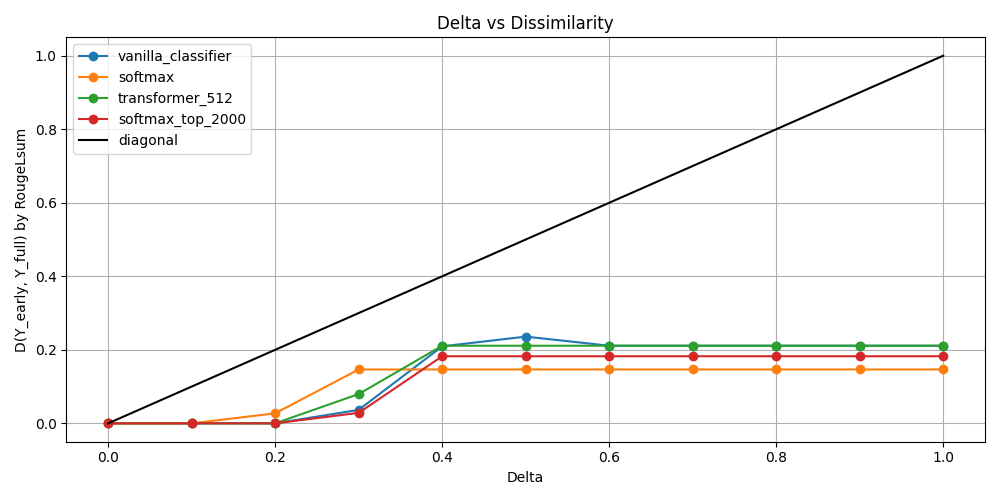 Delta vs Dissimilarity
vanilla_classifier
softmax
transformer_512
softmax_top_2000
diagonal
D(Y_early, Y_full) by RougeLsum
1.0
0.8
0.6
0.4
0.2
0.0
0.0 0.2 0.4 0.6 0.8 1.0
Delta